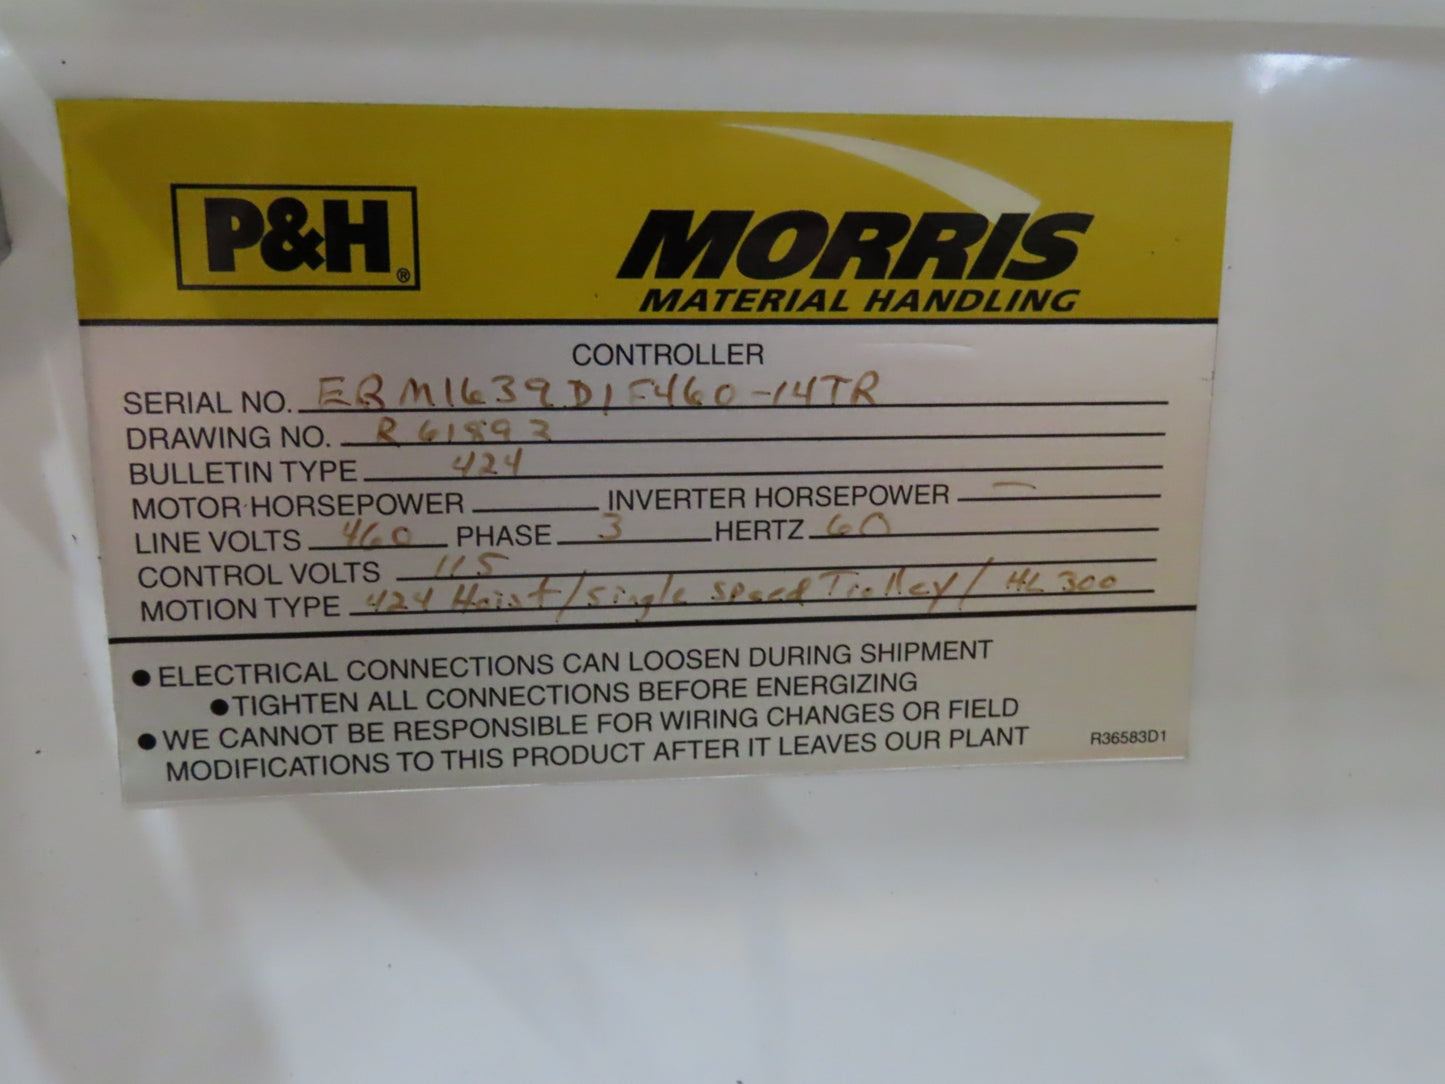 P&H®
MORRIS
MATERIAL HANDLING
CONTROLLER
SERIAL NO. ERM1639D1F460-14TR
DRAWING NO. R61893
BULLETIN TYPE 424
MOTOR HORSEPOWER INVERTER HORSEPOWER —
LINE VOLTS 460 PHASE 3 HERTZ 60
CONTROL VOLTS 115
MOTION TYPE 424 Hoist/single speed Trolley/ HL 300
● ELECTRICAL CONNECTIONS CAN LOOSEN DURING SHIPMENT
● TIGHTEN ALL CONNECTIONS BEFORE ENERGIZING
● WE CANNOT BE RESPONSIBLE FOR WIRING CHANGES OR FIELD
MODIFICATIONS TO THIS PRODUCT AFTER IT LEAVES OUR PLANT
R36583D1